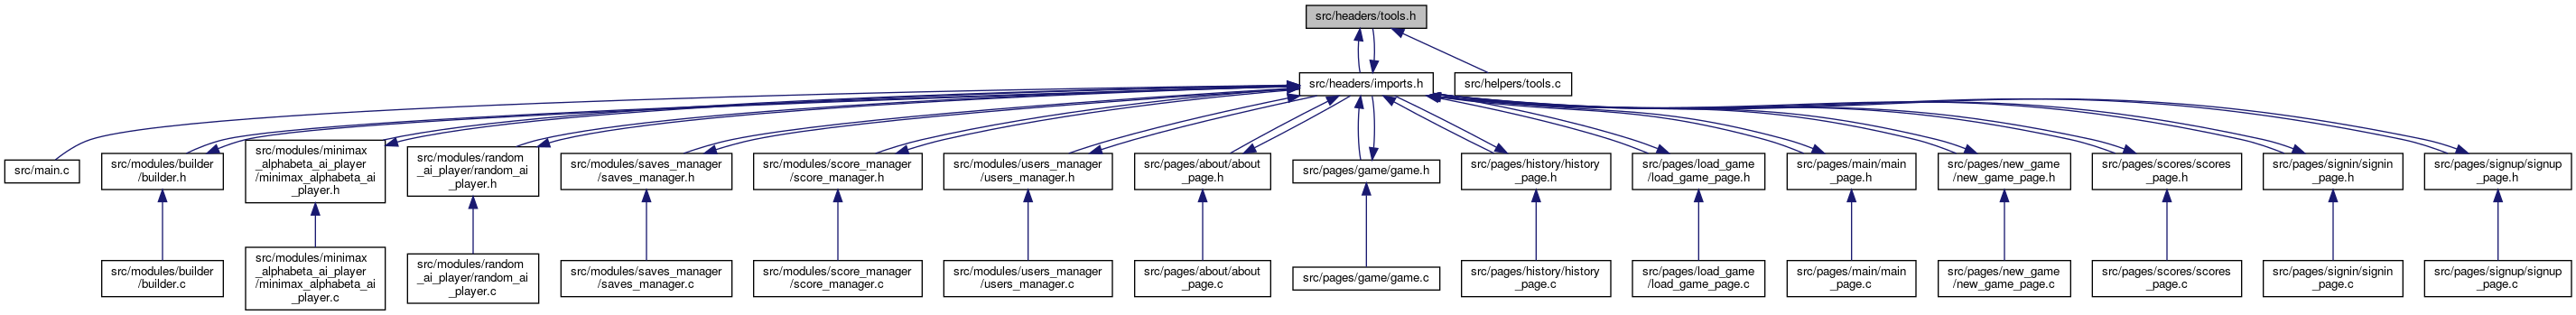 src/headers/tools.h
src/headers/imports.h
src/helpers/tools.c
src/main.c
src/modules/builder
/builder.h
src/modules/minimax
_alphabeta_ai_player
/minimax_alphabeta_ai
_player.h
src/modules/random
_ai_player/random_ai
_player.h
src/modules/saves_manager
/saves_manager.h
src/modules/score_manager
/score_manager.h
src/modules/users_manager
/users_manager.h
src/pages/about/about
_page.h
src/pages/game/game.h
src/pages/history/history
_page.h
src/pages/load_game
/load_game_page.h
src/pages/main/main
_page.h
src/pages/new_game
/new_game_page.h
src/pages/scores/scores
_page.h
src/pages/signin/signin
_page.h
src/pages/signup/signup
_page.h
src/modules/builder
/builder.c
src/modules/minimax
_alphabeta_ai_player
/minimax_alphabeta_ai
_player.c
src/modules/random
_ai_player/random_ai
_player.c
src/modules/saves_manager
/saves_manager.c
src/modules/score_manager
/score_manager.c
src/modules/users_manager
/users_manager.c
src/pages/about/about
_page.c
src/pages/game/game.c
src/pages/history/history
_page.c
src/pages/load_game
/load_game_page.c
src/pages/main/main
_page.c
src/pages/new_game
/new_game_page.c
src/pages/scores/scores
_page.c
src/pages/signin/signin
_page.c
src/pages/signup/signup
_page.c